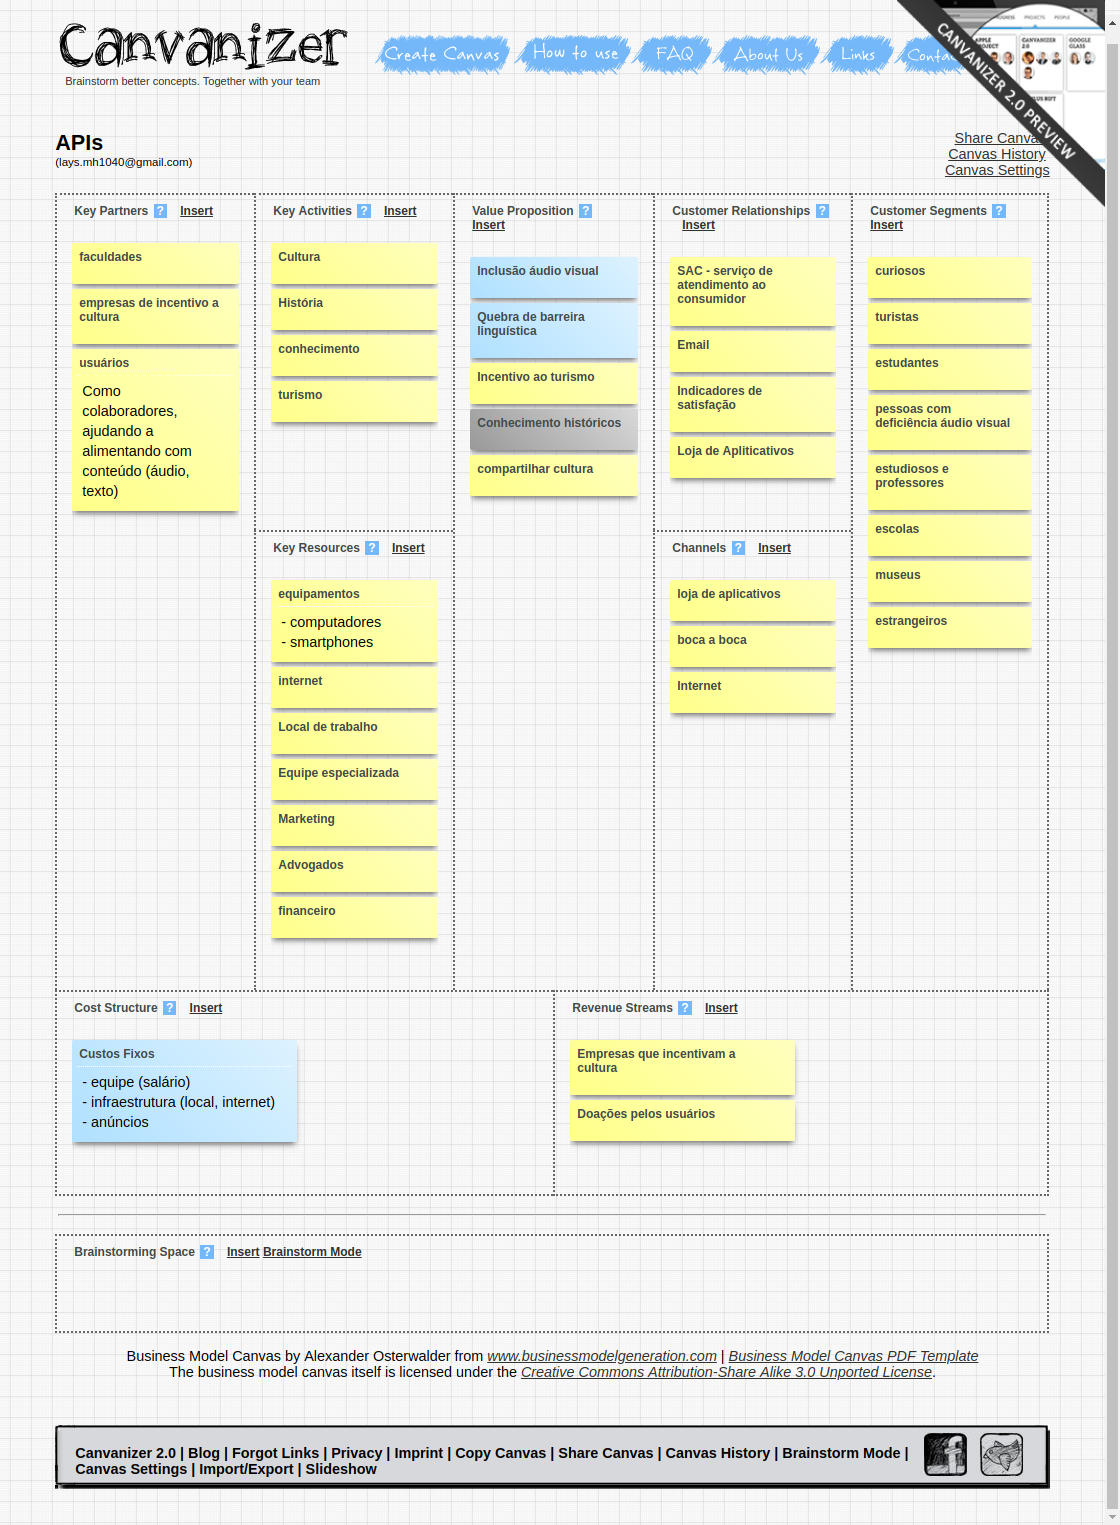 Canvanizer
Brainstorm better concepts. Together with your team
Create Canvas
How to use
FAQ
About Us
Links
CANVANIZER 2.0 PREVIEW
PROJECTS
PEOPLE
APPLE
CANVANIZER
2.0
GOOGLE
GLASS
APIs
(lays.mh1040@gmail.com)
Canvas History
Canvas Settings
Key Partners ? Insert
faculdades
empresas de incentivo a
cultura
usuários
Como
colaboradores,
ajudando a
alimentando com
conteúdo (áudio,
texto)
Key Activities ? Insert
Cultura
História
conhecimento
turismo
Key Resources ? Insert
equipamentos
- computadores
- smartphones
internet
Local de trabalho
Equipe especializada
Marketing
Advogados
financeiro
Value Proposition ?
Insert
Inclusão áudio visual
Quebra de barreira
linguística
Incentivo ao turismo
Conhecimento históricos
compartilhar cultura
Customer Relationships ?
Insert
SAC - serviço de
atendimento ao
consumidor
Email
Indicadores de
satisfação
Loja de Apliticativos
Channels ? Insert
loja de aplicativos
boca a boca
Internet
Customer Segments ?
Insert
curiosos
turistas
estudantes
pessoas com
deficiência áudio visual
estudiosos e
professores
escolas
museus
estrangeiros
Cost Structure ? Insert
Custos Fixos
- equipe (salário)
- infraestrutura (local, internet)
- anúncios
Revenue Streams ? Insert
Empresas que incentivam a
cultura
Doações pelos usuários
Brainstorming Space ? Insert Brainstorm Mode
Business Model Canvas by Alexander Osterwalder from www.businessmodelgeneration.com | Business Model Canvas PDF Template
The business model canvas itself is licensed under the Creative Commons Attribution-Share Alike 3.0 Unported License.
Canvanizer 2.0 | Blog | Forgot Links | Privacy | Imprint | Copy Canvas | Share Canvas | Canvas History | Brainstorm Mode |
Canvas Settings | Import/Export | Slideshow